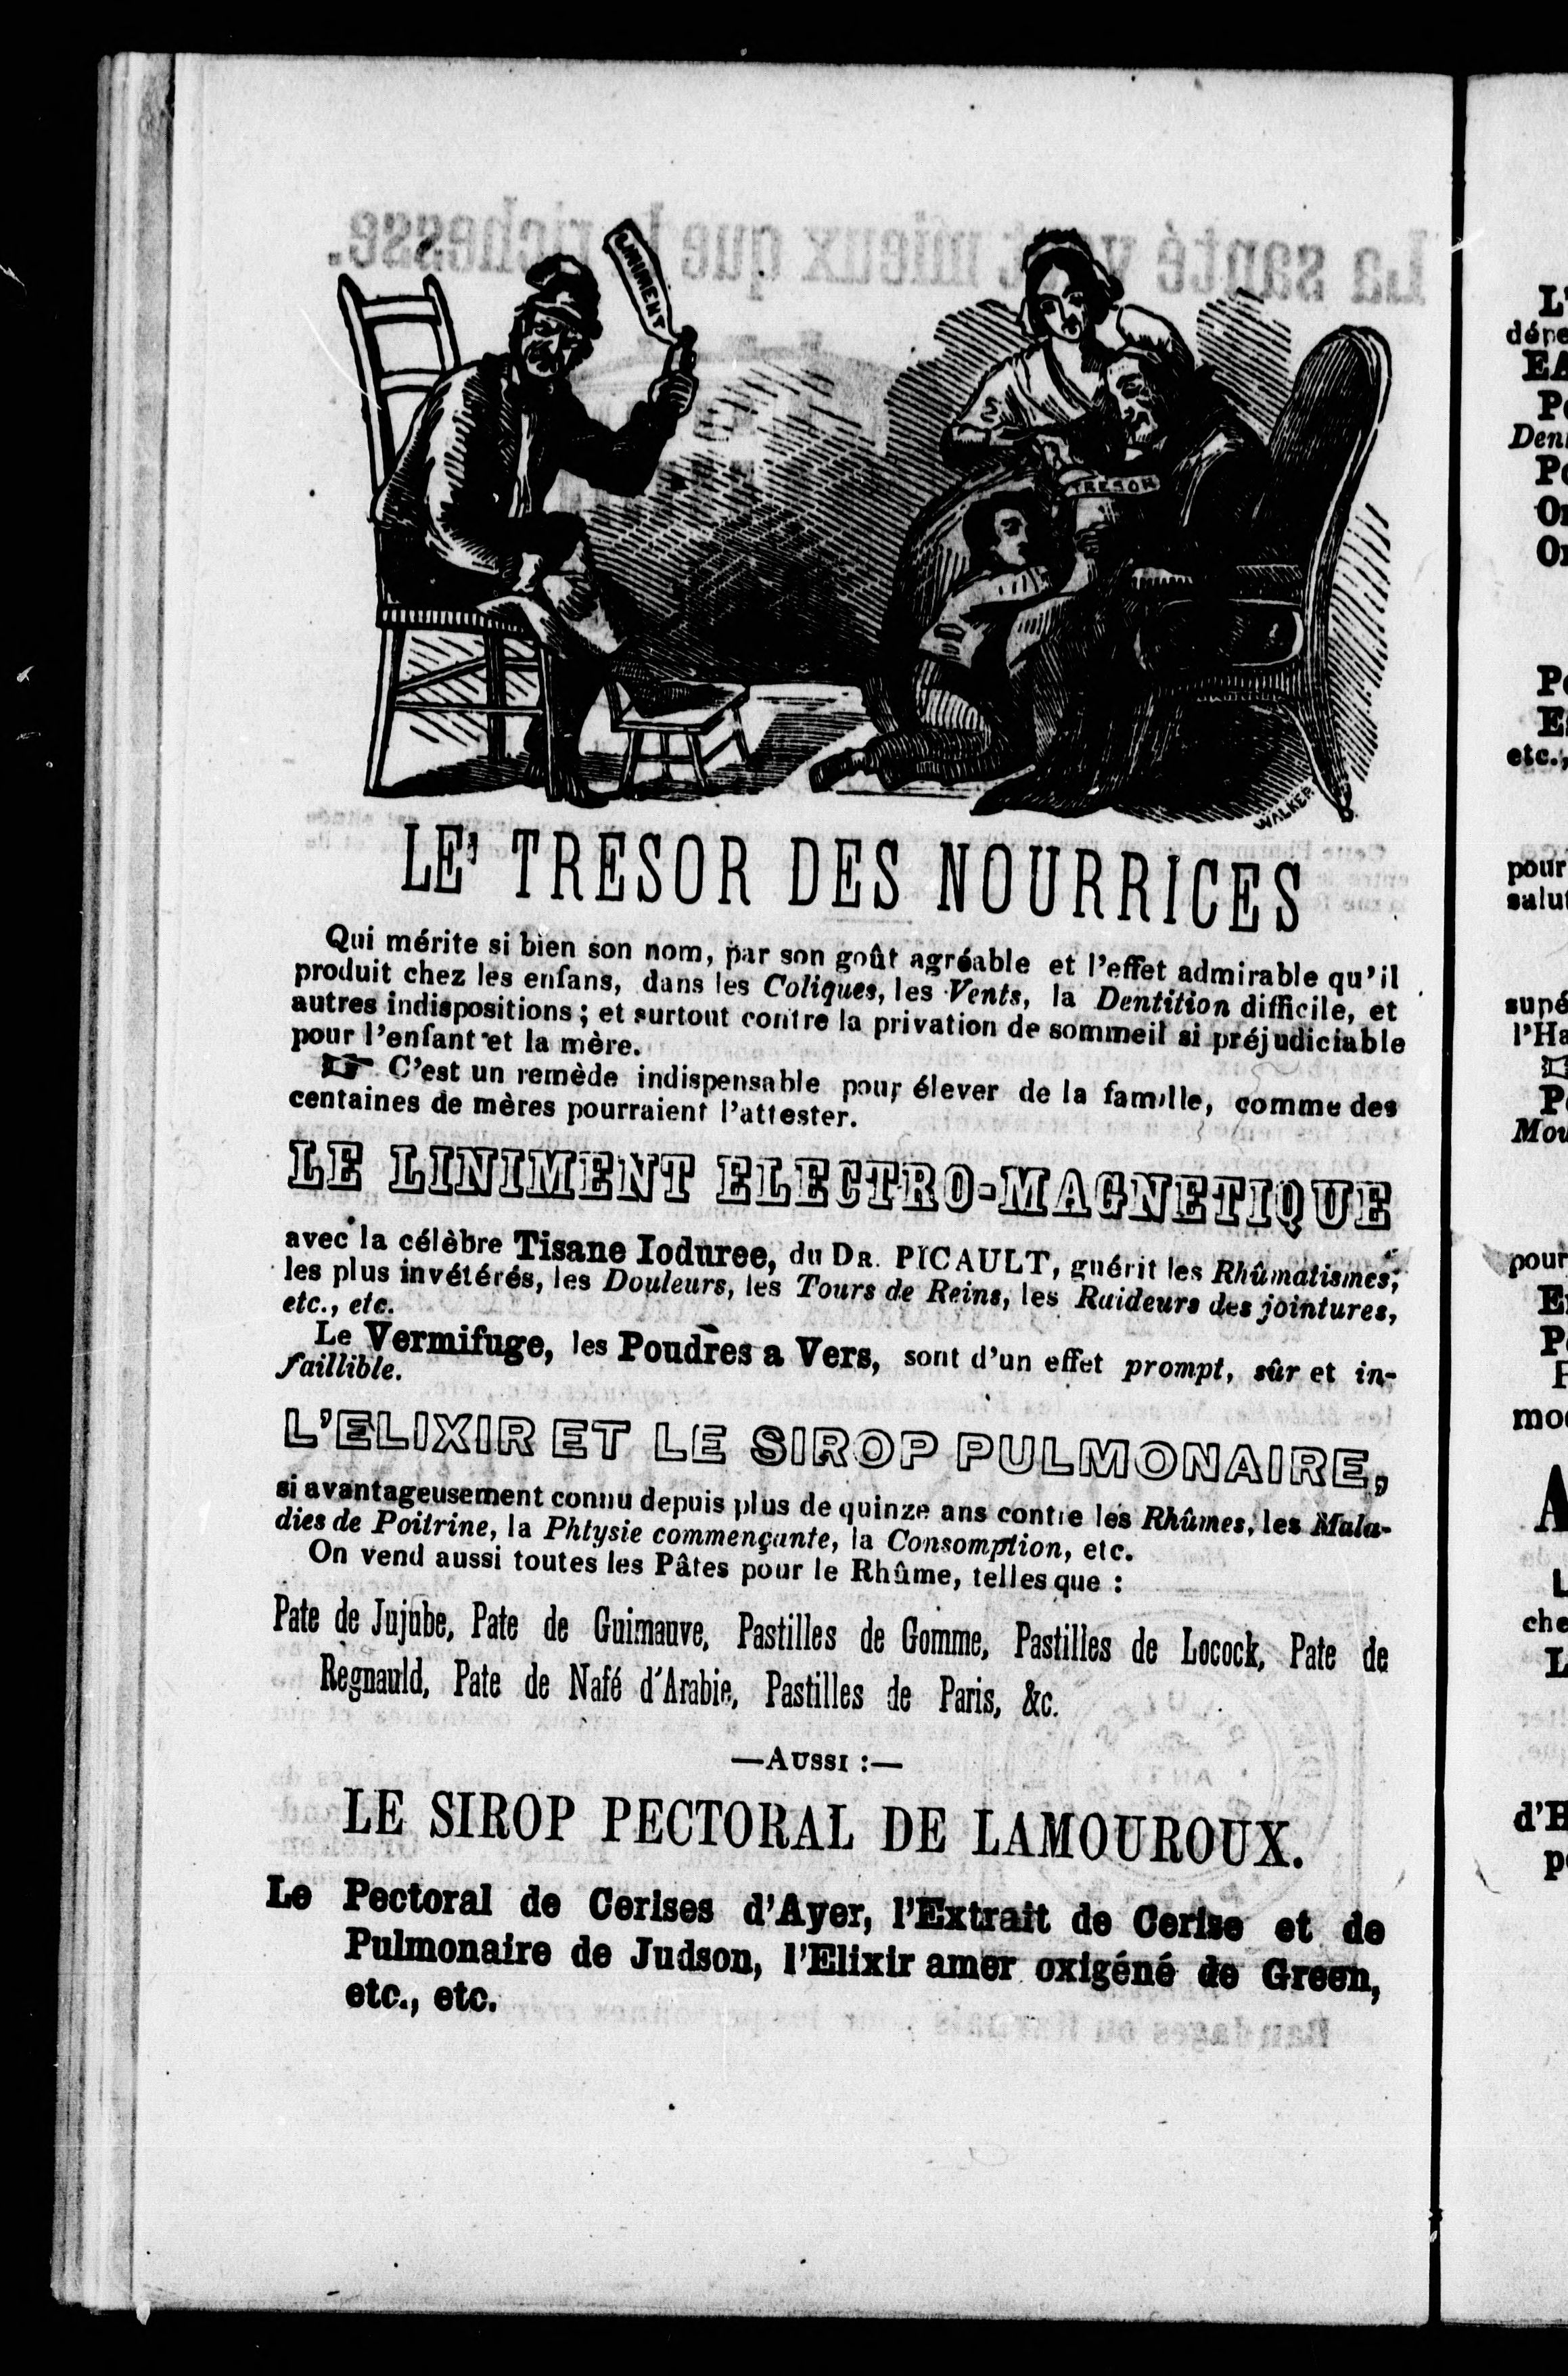 LINIMENT
TRESOR
WALKER
LE' TRESOR DES NOURRICES
Qui mérite si bien son nom, par son goût agréable et l'effet admirable qu'il
produit chez les enfans, dans les Coliques, les Vents, la Dentition difficile, et
autres indispositions ; et surtout contre la privation de sommeil si préjudiciable
pour l'enfant et la mère.
☞ C'est un remède indispensable pour élever de la famille, comme des
centaines de mères pourraient l'attester.
LE LINIMENT ELECTRO-MAGNETIQUE
avec la célèbre Tisane Ioduree, du DR. PICAULT, guérit les Rhûmatismes,
les plus invétérés, les Douleurs, les Tours de Reins, les Raideurs des jointures,
etc., etc.
Le Vermifuge, les Poudres a Vers, sont d'un effet prompt, sûr et in-
faillible.
L'ELIXIR ET LE SIROP PULMONAIRE,
si avantageusement connu depuis plus de quinze ans contre les Rhûmes, les Mala-
dies de Poitrine, la Phtysie commençante, la Consomption, etc.
On vend aussi toutes les Pâtes pour le Rhûme, telles que :
Pate de Jujube, Pate de Guimauve, Pastilles de Gomme, Pastilles de Locock, Pate de
Regnauld, Pate de Nafé d'Arabie, Pastilles de Paris, &c.
—AUSSI :—
LE SIROP PECTORAL DE LAMOUROUX.
Le Pectoral de Cerises d'Ayer, l'Extrait de Cerise et de
Pulmonaire de Judson, l'Elixir amer oxigéné de Green,
etc., etc.